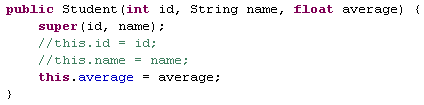 public Student(int id, String name, float average) {
super(id, name);
//this.id = id;
//this.name = name;
this.average = average;
}